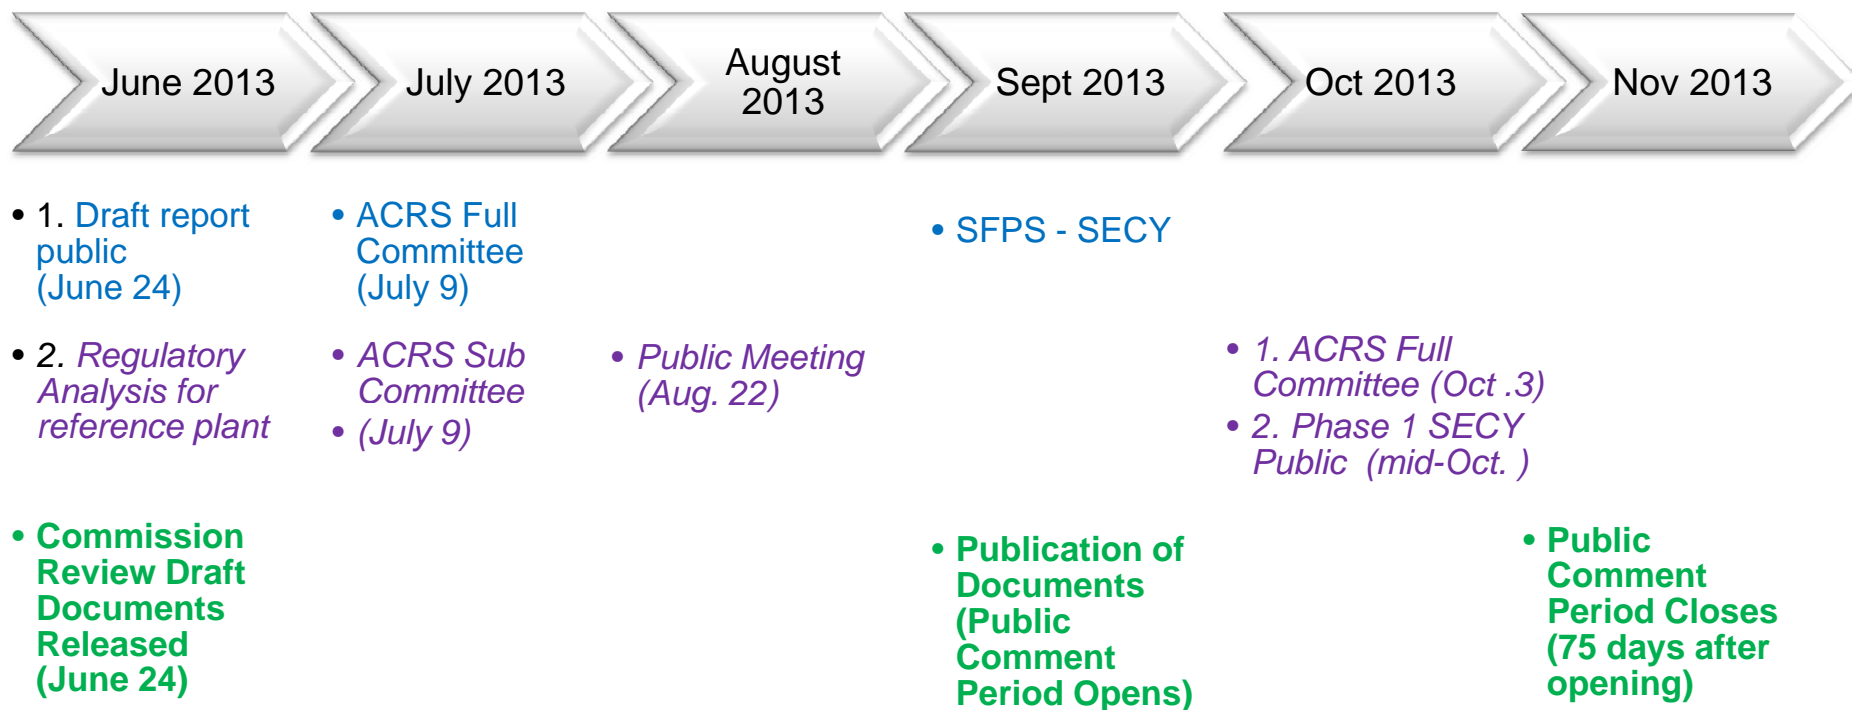 June 2013
July 2013
August
2013
Sept 2013
Oct 2013
Nov 2013
• 1. Draft report
public
(June 24)
• ACRS Full
Committee
(July 9)
• SFPS - SECY
• 2. Regulatory
Analysis for
reference plant
• ACRS Sub
Committee
• (July 9)
• Public Meeting
(Aug. 22)
• 1. ACRS Full
Committee (Oct .3)
• 2. Phase 1 SECY
Public (mid-Oct. )
• Commission
Review Draft
Documents
Released
(June 24)
• Publication of
Documents
(Public
Comment
Period Opens)
• Public
Comment
Period Closes
(75 days after
opening)